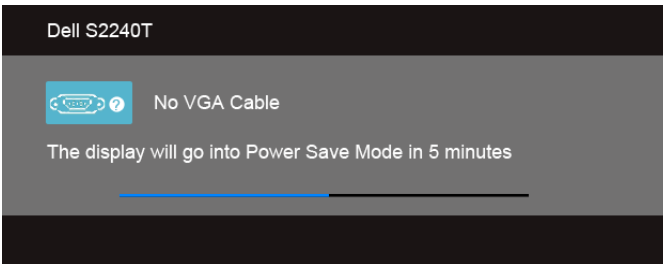 Dell S2240T
?
No VGA Cable
The display will go into Power Save Mode in 5 minutes